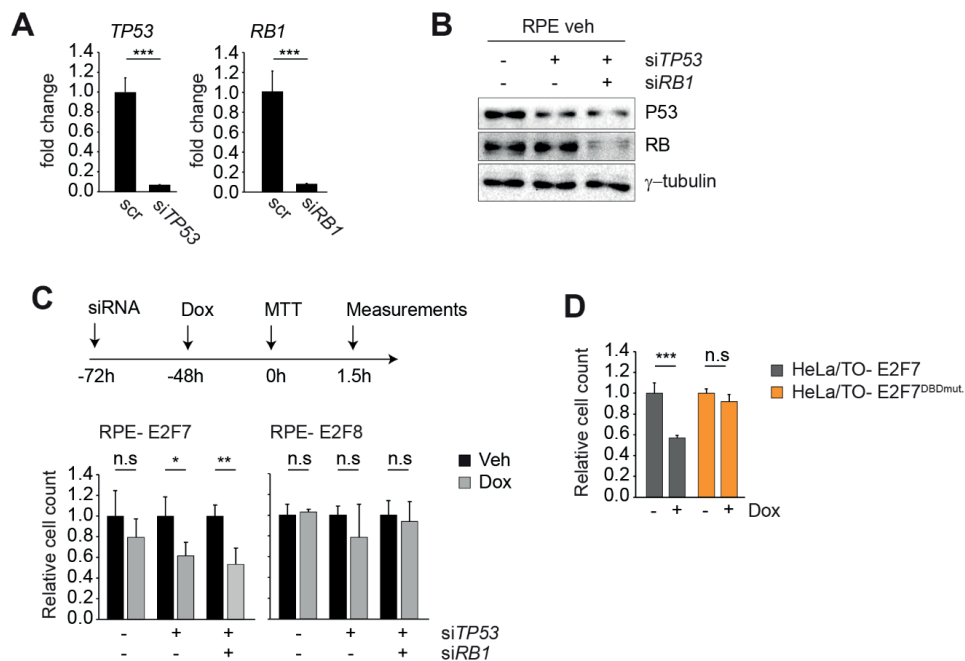 A
TP53
RB1
***
***
fold change
1.4
1.2
1.0
0.8
0.6
0.4
0.2
0.0
scr
siTP53
fold change
1.4
1.2
1.0
0.8
0.6
0.4
0.2
0.0
scr
siRB1
B
RPE veh
- + + siTP53
- - + siRB1
P53
RB
γ-tubulin
C
siRNA Dox MTT Measurements
-72h -48h 0h 1.5h
RPE- E2F7
n.s * **
Relative cell count
1.4
1.2
1.0
0.8
0.6
0.4
0.2
0.0
RPE- E2F8
n.s n.s n.s
Veh
Dox
- + + - + + siTP53
- - + - - + siRB1
D
Relative cell count
1.4
1.2
1.0
0.8
0.6
0.4
0.2
0.0
*** n.s
- + - + Dox
HeLa/TO- E2F7
HeLa/TO- E2F7DBDmut.